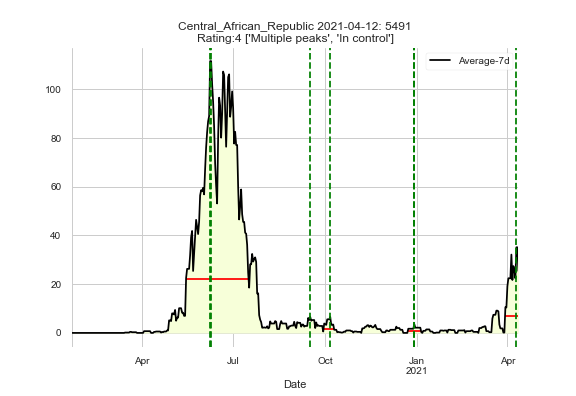 Central_African_Republic 2021-04-12: 5491
Rating:4 ['Multiple peaks', 'In control']
Average-7d
100
80
60
40
20
0
Apr
Jul
Oct
Jan
2021
Apr
Date